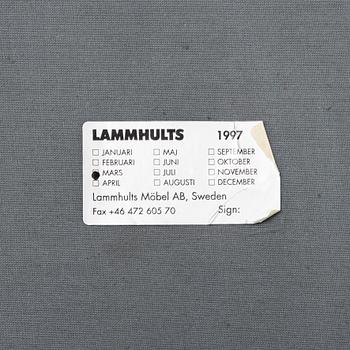 LAMMHULTS 1997
☐ JANUARI ☐ MAJ ☐ SEPTEMBER
☐ FEBRUARI ☐ JUNI ☐ OKTOBER
● MARS ☐ JULI ☐ NOVEMBER
☐ APRIL ☐ AUGUSTI ☐ DECEMBER
Lammhults Möbel AB, Sweden
Fax +46 472 605 70 Sign: